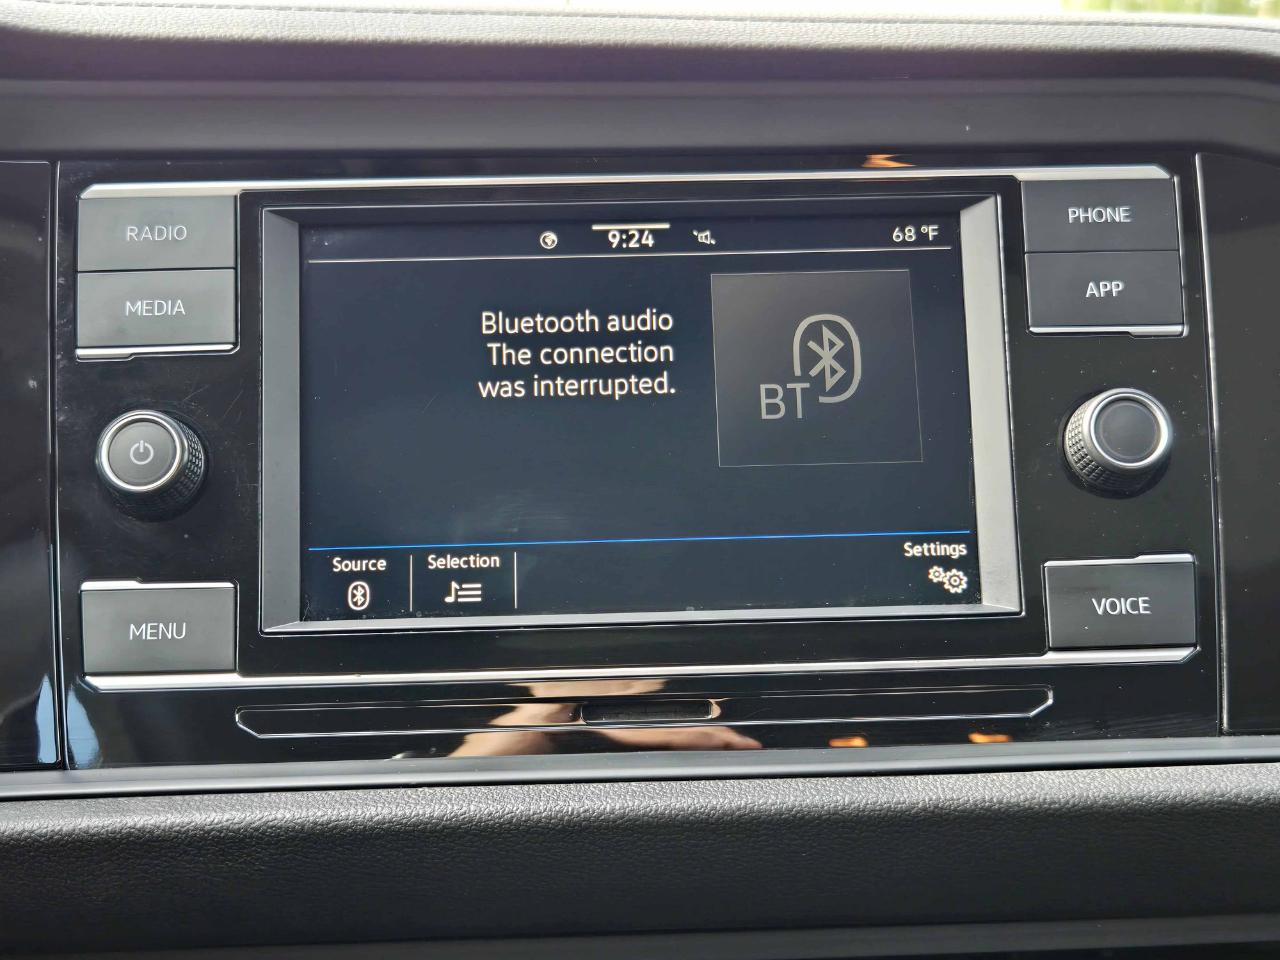 RADIO
MEDIA
MENU
9:24
68 °F
Bluetooth audio
The connection
was interrupted.
BT
Source
Selection
Settings
PHONE
APP
VOICE